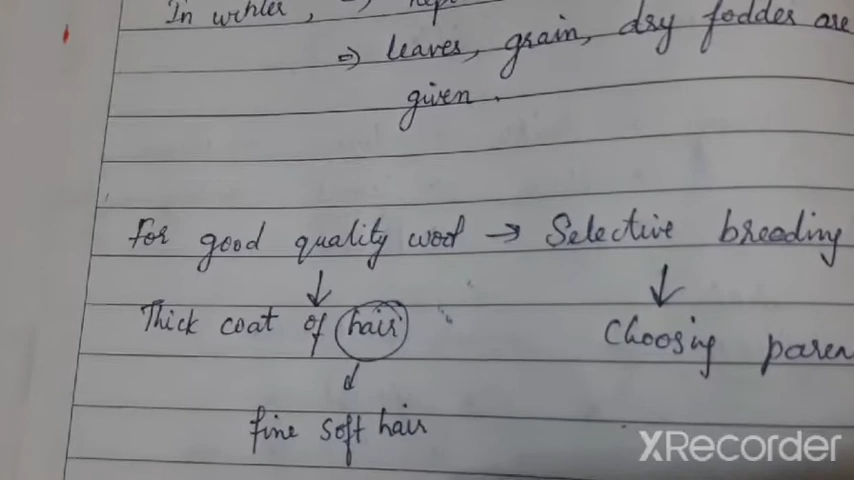 In winter, →
⇒ leaves, grain, dry fodder are
given.
For good quality wool → Selective breeding
↓ ↓
Thick coat of hair Choosing
↓
fine soft hair
XRecorder